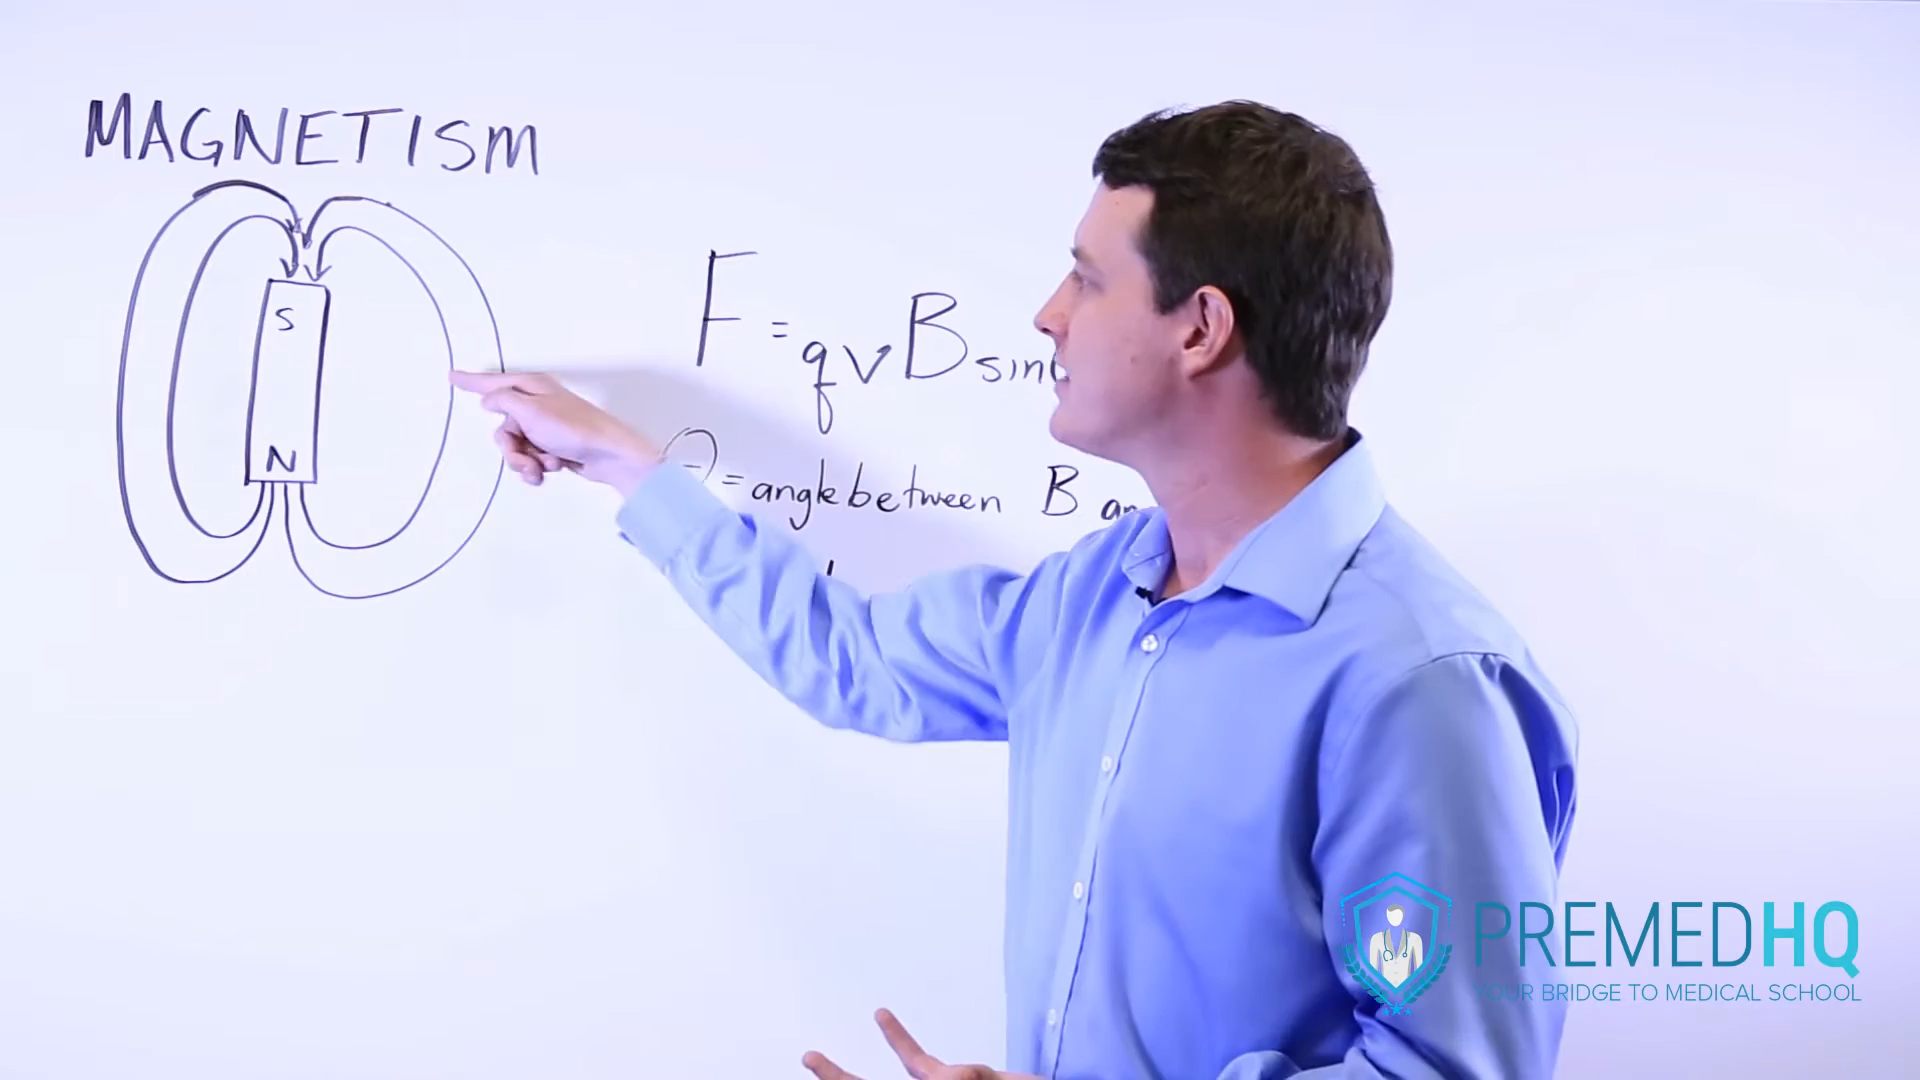 MAGNETISM
S
N
F = qvB sin
θ = angle between B
PREMEDHQ
YOUR BRIDGE TO MEDICAL SCHOOL